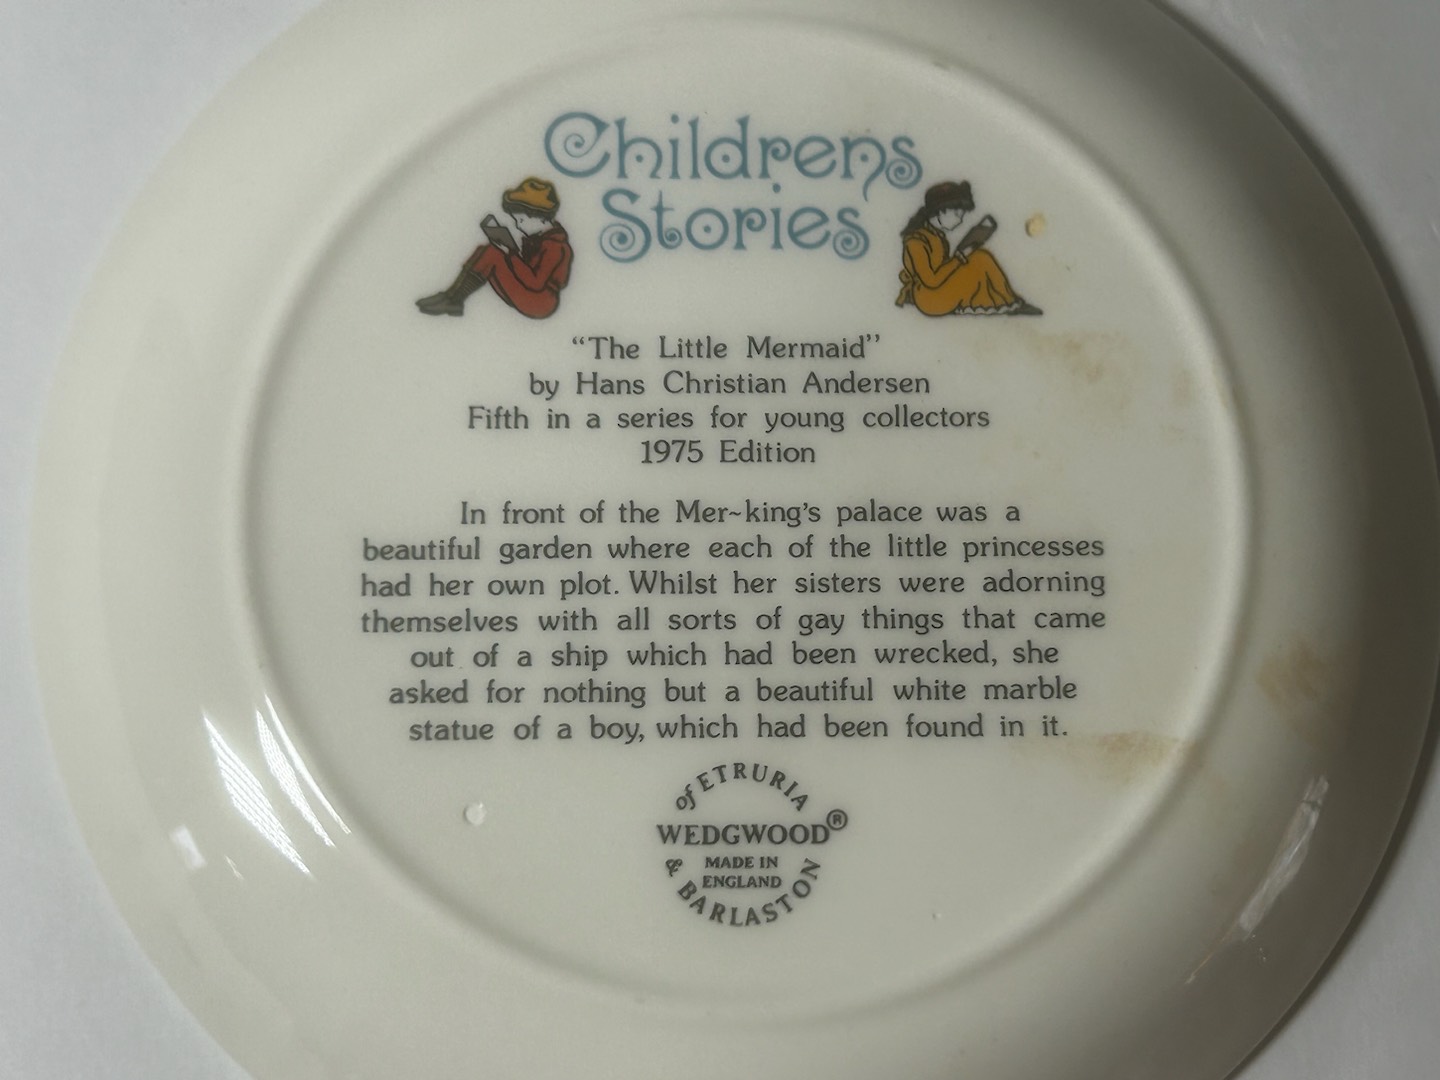 Childrens
Stories
“The Little Mermaid”
by Hans Christian Andersen
Fifth in a series for young collectors
1975 Edition
In front of the Mer~king’s palace was a
beautiful garden where each of the little princesses
had her own plot. Whilst her sisters were adorning
themselves with all sorts of gay things that came
out of a ship which had been wrecked, she
asked for nothing but a beautiful white marble
statue of a boy, which had been found in it.
of ETRURIA
WEDGWOOD®
MADE IN
ENGLAND
& BARLASTON